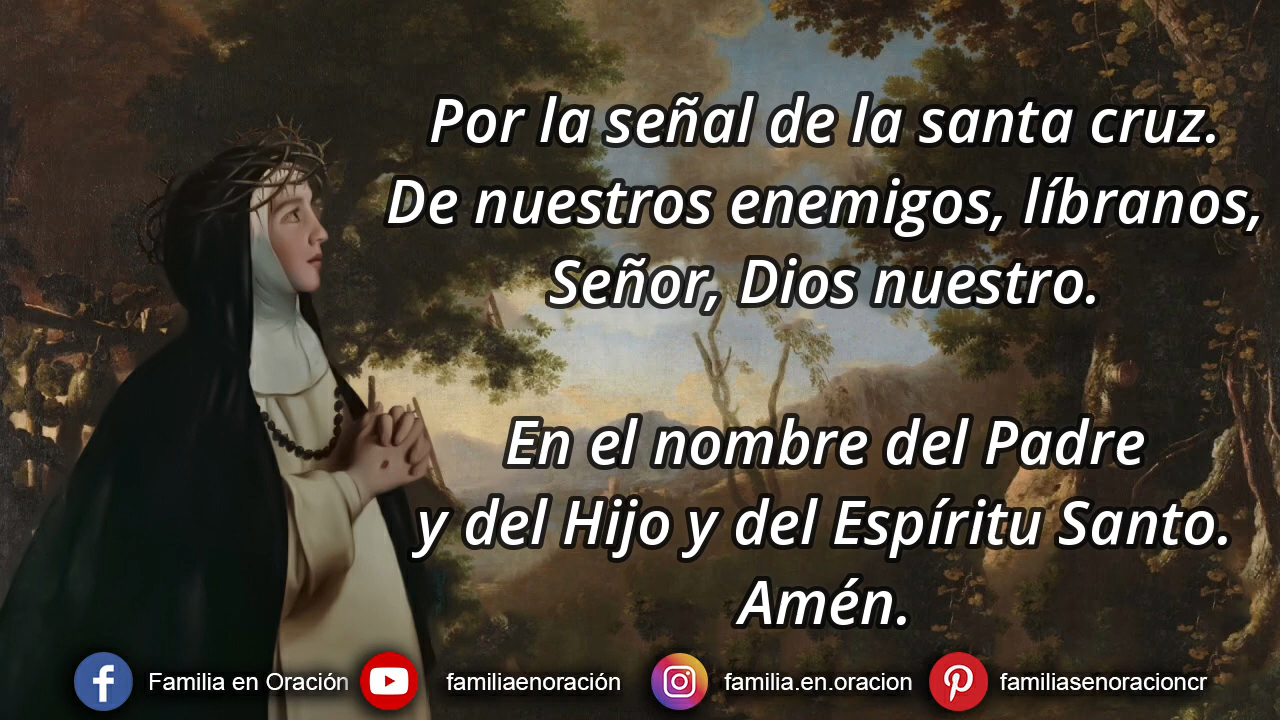 Por la señal de la santa cruz.
De nuestros enemigos, líbranos,
Señor, Dios nuestro.
En el nombre del Padre
y del Hijo y del Espíritu Santo.
Amén.
Familia en Oración
familiaenoración
familia.en.oracion
familiasenoracioncr